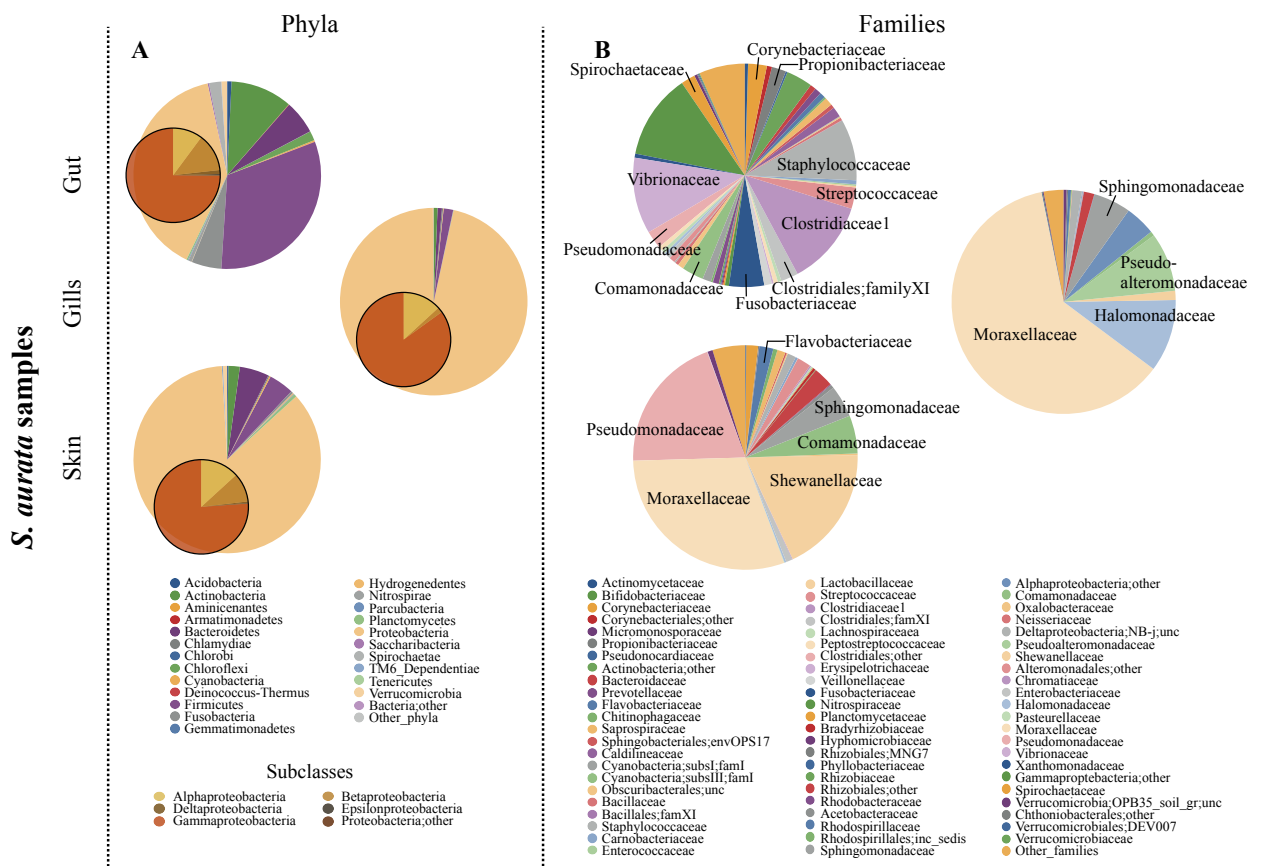 Phyla
Families
A
B
S. aurata samples
Gut
Gills
Skin
Corynebacteriaceae
Propionibacteriaceae
Spirochaetaceae
Staphylococcaceae
Streptococcaceae
Vibrionaceae
Clostridiaceae1
Pseudomonadaceae
Clostridiales;familyXI
Comamonadaceae
Fusobacteriaceae
Sphingomonadaceae
Pseudo-
alteromonadaceae
Halomonadaceae
Moraxellaceae
Flavobacteriaceae
Sphingomonadaceae
Pseudomonadaceae
Comamonadaceae
Shewanellaceae
Moraxellaceae
Acidobacteria
Actinobacteria
Aminicenantes
Armatimonadetes
Bacteroidetes
Chlamydiae
Chlorobi
Chloroflexi
Cyanobacteria
Deinococcus-Thermus
Firmicutes
Fusobacteria
Gemmatimonadetes
Hydrogenedentes
Nitrospirae
Parcubacteria
Planctomycetes
Proteobacteria
Saccharibacteria
Spirochaetae
TM6_Dependentiae
Tenericutes
Verrucomicrobia
Bacteria;other
Other_phyla
Subclasses
Alphaproteobacteria
Deltaproteobacteria
Gammaproteobacteria
Betaproteobacteria
Epsilonproteobacteria
Proteobacteria;other
Actinomycetaceae
Bifidobacteriaceae
Corynebacteriaceae
Corynebacteriales;other
Micromonosporaceae
Propionibacteriaceae
Pseudonocardiaceae
Actinobacteria;other
Bacteroidaceae
Prevotellaceae
Flavobacteriaceae
Chitinophagaceae
Saprospiraceae
Sphingobacteriales;envOPS17
Caldilineaceae
Cyanobacteria;subsI;famI
Cyanobacteria;subsIII;famI
Obscuribacterales;unc
Bacillaceae
Bacillales;famXI
Staphylococcaceae
Carnobacteriaceae
Enterococcaceae
Lactobacillaceae
Streptococcaceae
Clostridiaceae1
Clostridiales;famXI
Lachnospiraceaea
Peptostreptococcaceae
Clostridiales;other
Erysipelotrichaceae
Veillonellaceae
Fusobacteriaceae
Nitrospiraceae
Planctomycetaceae
Bradyrhizobiaceae
Hyphomicrobiaceae
Rhizobiales;MNG7
Phyllobacteriaceae
Rhizobiaceae
Rhizobiales;other
Rhodobacteraceae
Acetobacteraceae
Rhodospirillaceae
Rhodospirillales;inc_sedis
Sphingomonadaceae
Alphaproteobacteria;other
Comamonadaceae
Oxalobacteraceae
Neisseriaceae
Deltaproteobacteria;NB-j;unc
Pseudoalteromonadaceae
Shewanellaceae
Alteromonadales;other
Chromatiaceae
Enterobacteriaceae
Halomonadaceae
Pasteurellaceae
Moraxellaceae
Pseudomonadaceae
Vibrionaceae
Xanthomonadaceae
Gammaproptebacteria;other
Spirochaetaceae
Verrucomicrobia;OPB35_soil_gr;unc
Chthoniobacterales;other
Verrucomicrobiales;DEV007
Verrucomicrobiaceae
Other_families